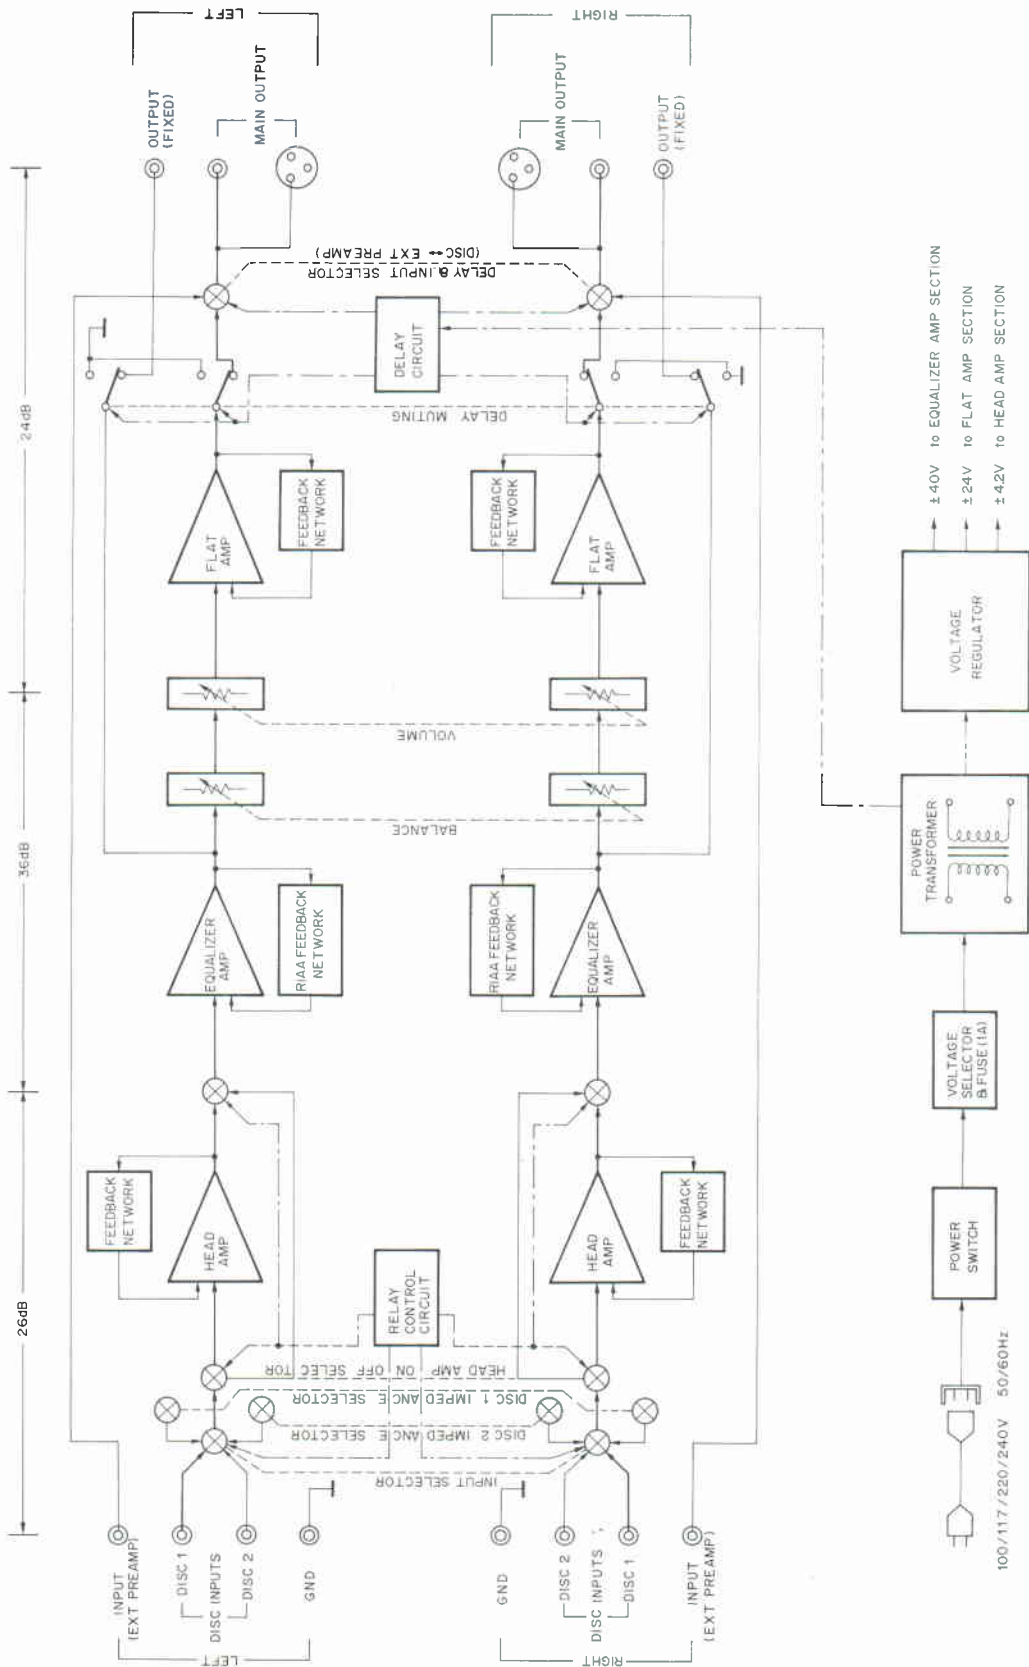 26dB
36dB
24dB
LEFT
INPUT
(EXT PREAMP)
DISC 1
DISC INPUTS
DISC 2
GND
RIGHT
GND
DISC 2
DISC INPUTS
DISC 1
INPUT
(EXT PREAMP)
INPUT SELECTOR
DISC 2 IMPEDANCE SELECTOR
DISC 1 IMPEDANCE SELECTOR
HEAD AMP ON OFF SELECTOR
RELAY
CONTROL
CIRCUIT
FEEDBACK
NETWORK
HEAD
AMP
HEAD
AMP
FEEDBACK
NETWORK
EQUALIZER
AMP
RIAA FEEDBACK
NETWORK
RIAA FEEDBACK
NETWORK
EQUALIZER
AMP
BALANCE
VOLUME
FLAT
AMP
FEEDBACK
NETWORK
FEEDBACK
NETWORK
FLAT
AMP
DELAY MUTING
DELAY
CIRCUIT
DELAY & INPUT SELECTOR
(DISC↔EXT PREAMP)
OUTPUT
(FIXED)
MAIN OUTPUT
LEFT
MAIN OUTPUT
OUTPUT
(FIXED)
RIGHT
100/117/220/240V 50/60Hz
POWER
SWITCH
VOLTAGE
SELECTOR
& FUSE (1A)
POWER
TRANSFORMER
VOLTAGE
REGULATOR
±40V to EQUALIZER AMP SECTION
±24V to FLAT AMP SECTION
±4.2V to HEAD AMP SECTION